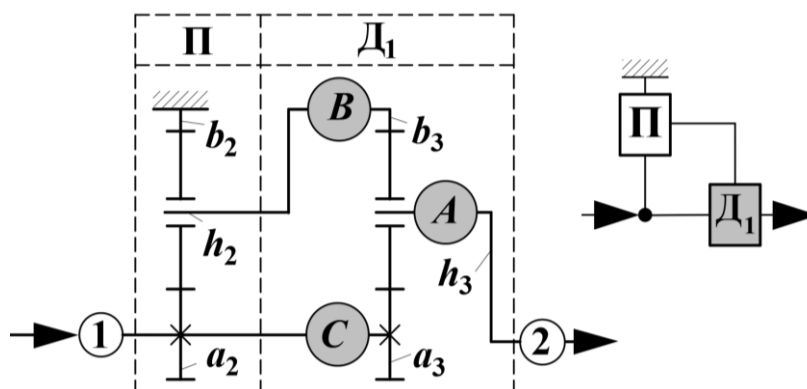 П Д₁
B
b₂ b₃
П
A
Д₁
h₂
h₃
1 C 2
a₂ a₃